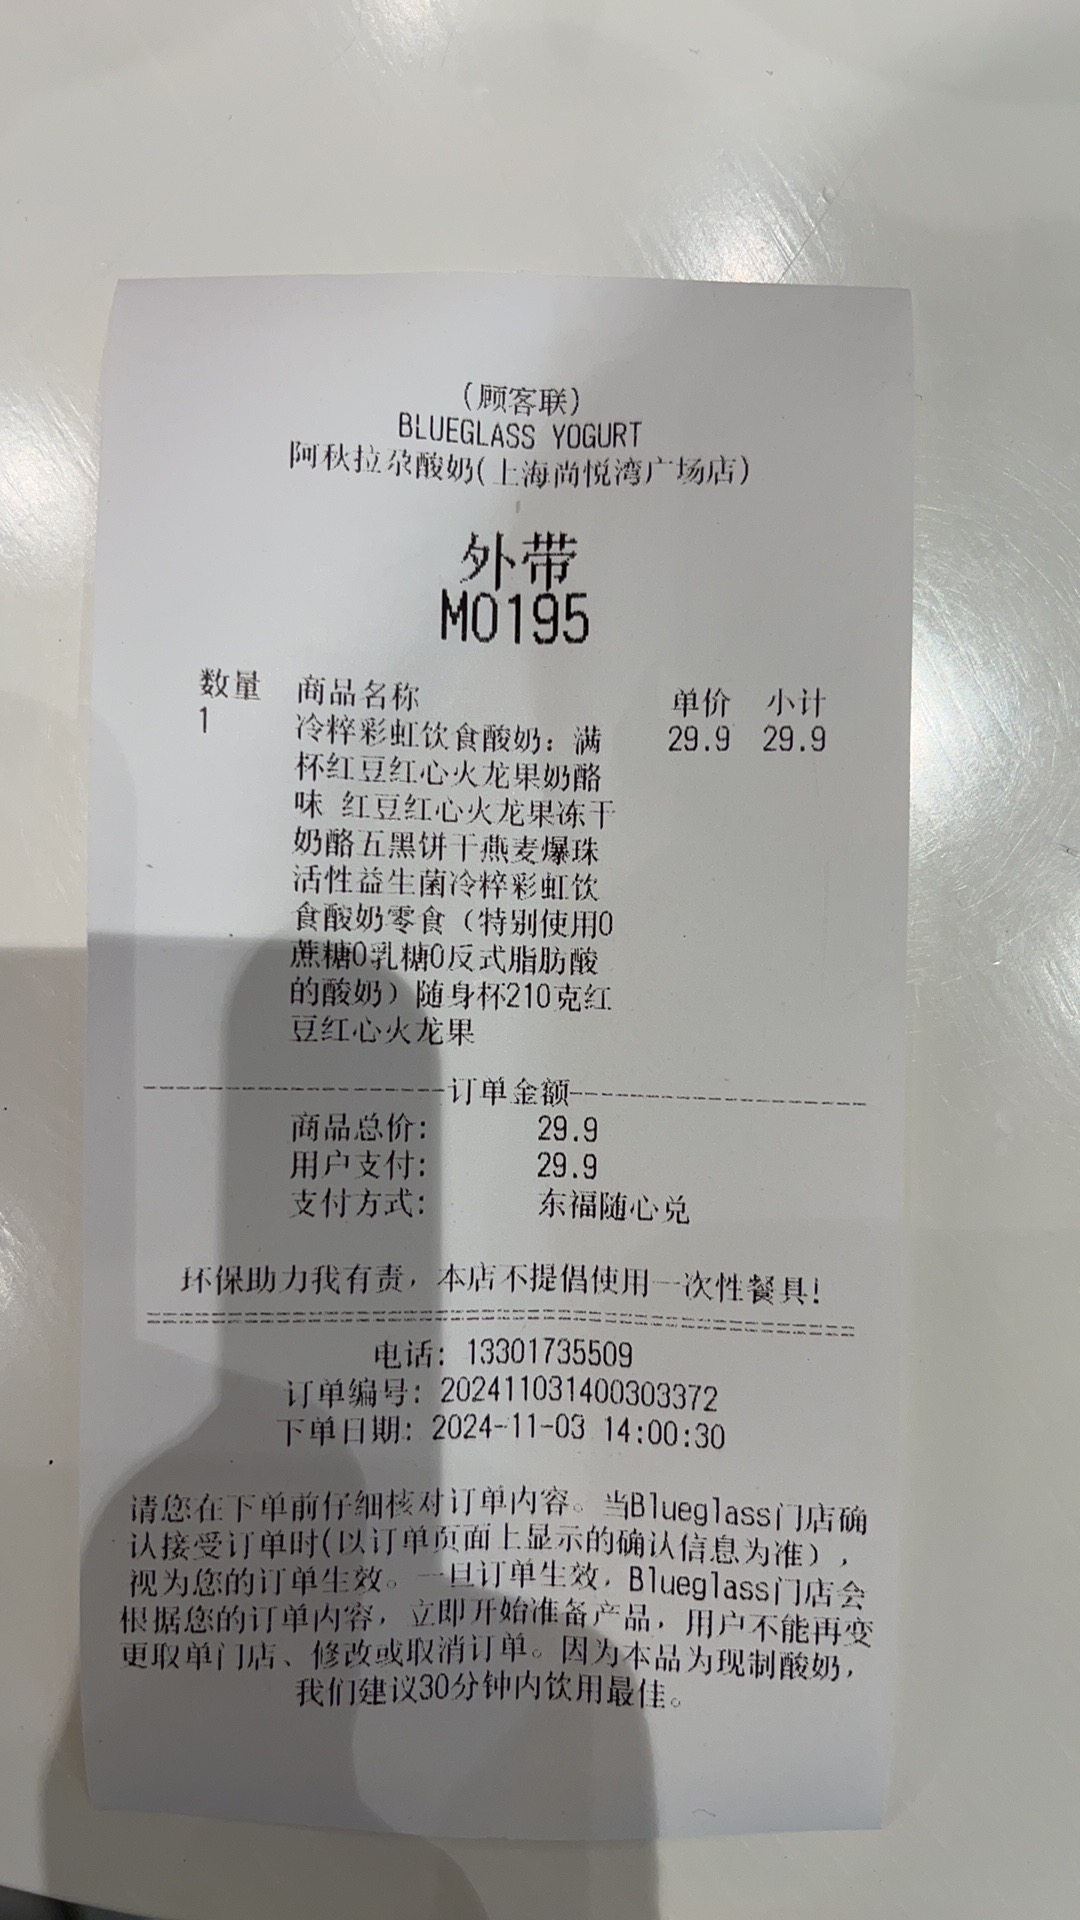 (顾客联)
BLUEGLASS YOGURT
阿秋拉尕酸奶(上海尚悦湾广场店)
外带
M0195
数量 商品名称 单价 小计
1 冷粹彩虹饮食酸奶：满 29.9 29.9
杯红豆红心火龙果奶酪
味 红豆红心火龙果冻干
奶酪五黑饼干燕麦爆珠
活性益生菌冷粹彩虹饮
食酸奶零食（特别使用0
蔗糖0乳糖0反式脂肪酸
的酸奶）随身杯210克红
豆红心火龙果
订单金额
商品总价: 29.9
用户支付: 29.9
支付方式: 东福随心兑
环保助力我有责，本店不提倡使用一次性餐具!
电话: 13301735509
订单编号: 202411031400303372
下单日期: 2024-11-03 14:00:30
请您在下单前仔细核对订单内容。当Blueglass门店确
认接受订单时(以订单页面上显示的确认信息为准)，
视为您的订单生效。一旦订单生效，Blueglass门店会
根据您的订单内容，立即开始准备产品，用户不能再变
更取单门店、修改或取消订单。因为本品为现制酸奶，
我们建议30分钟内饮用最佳。